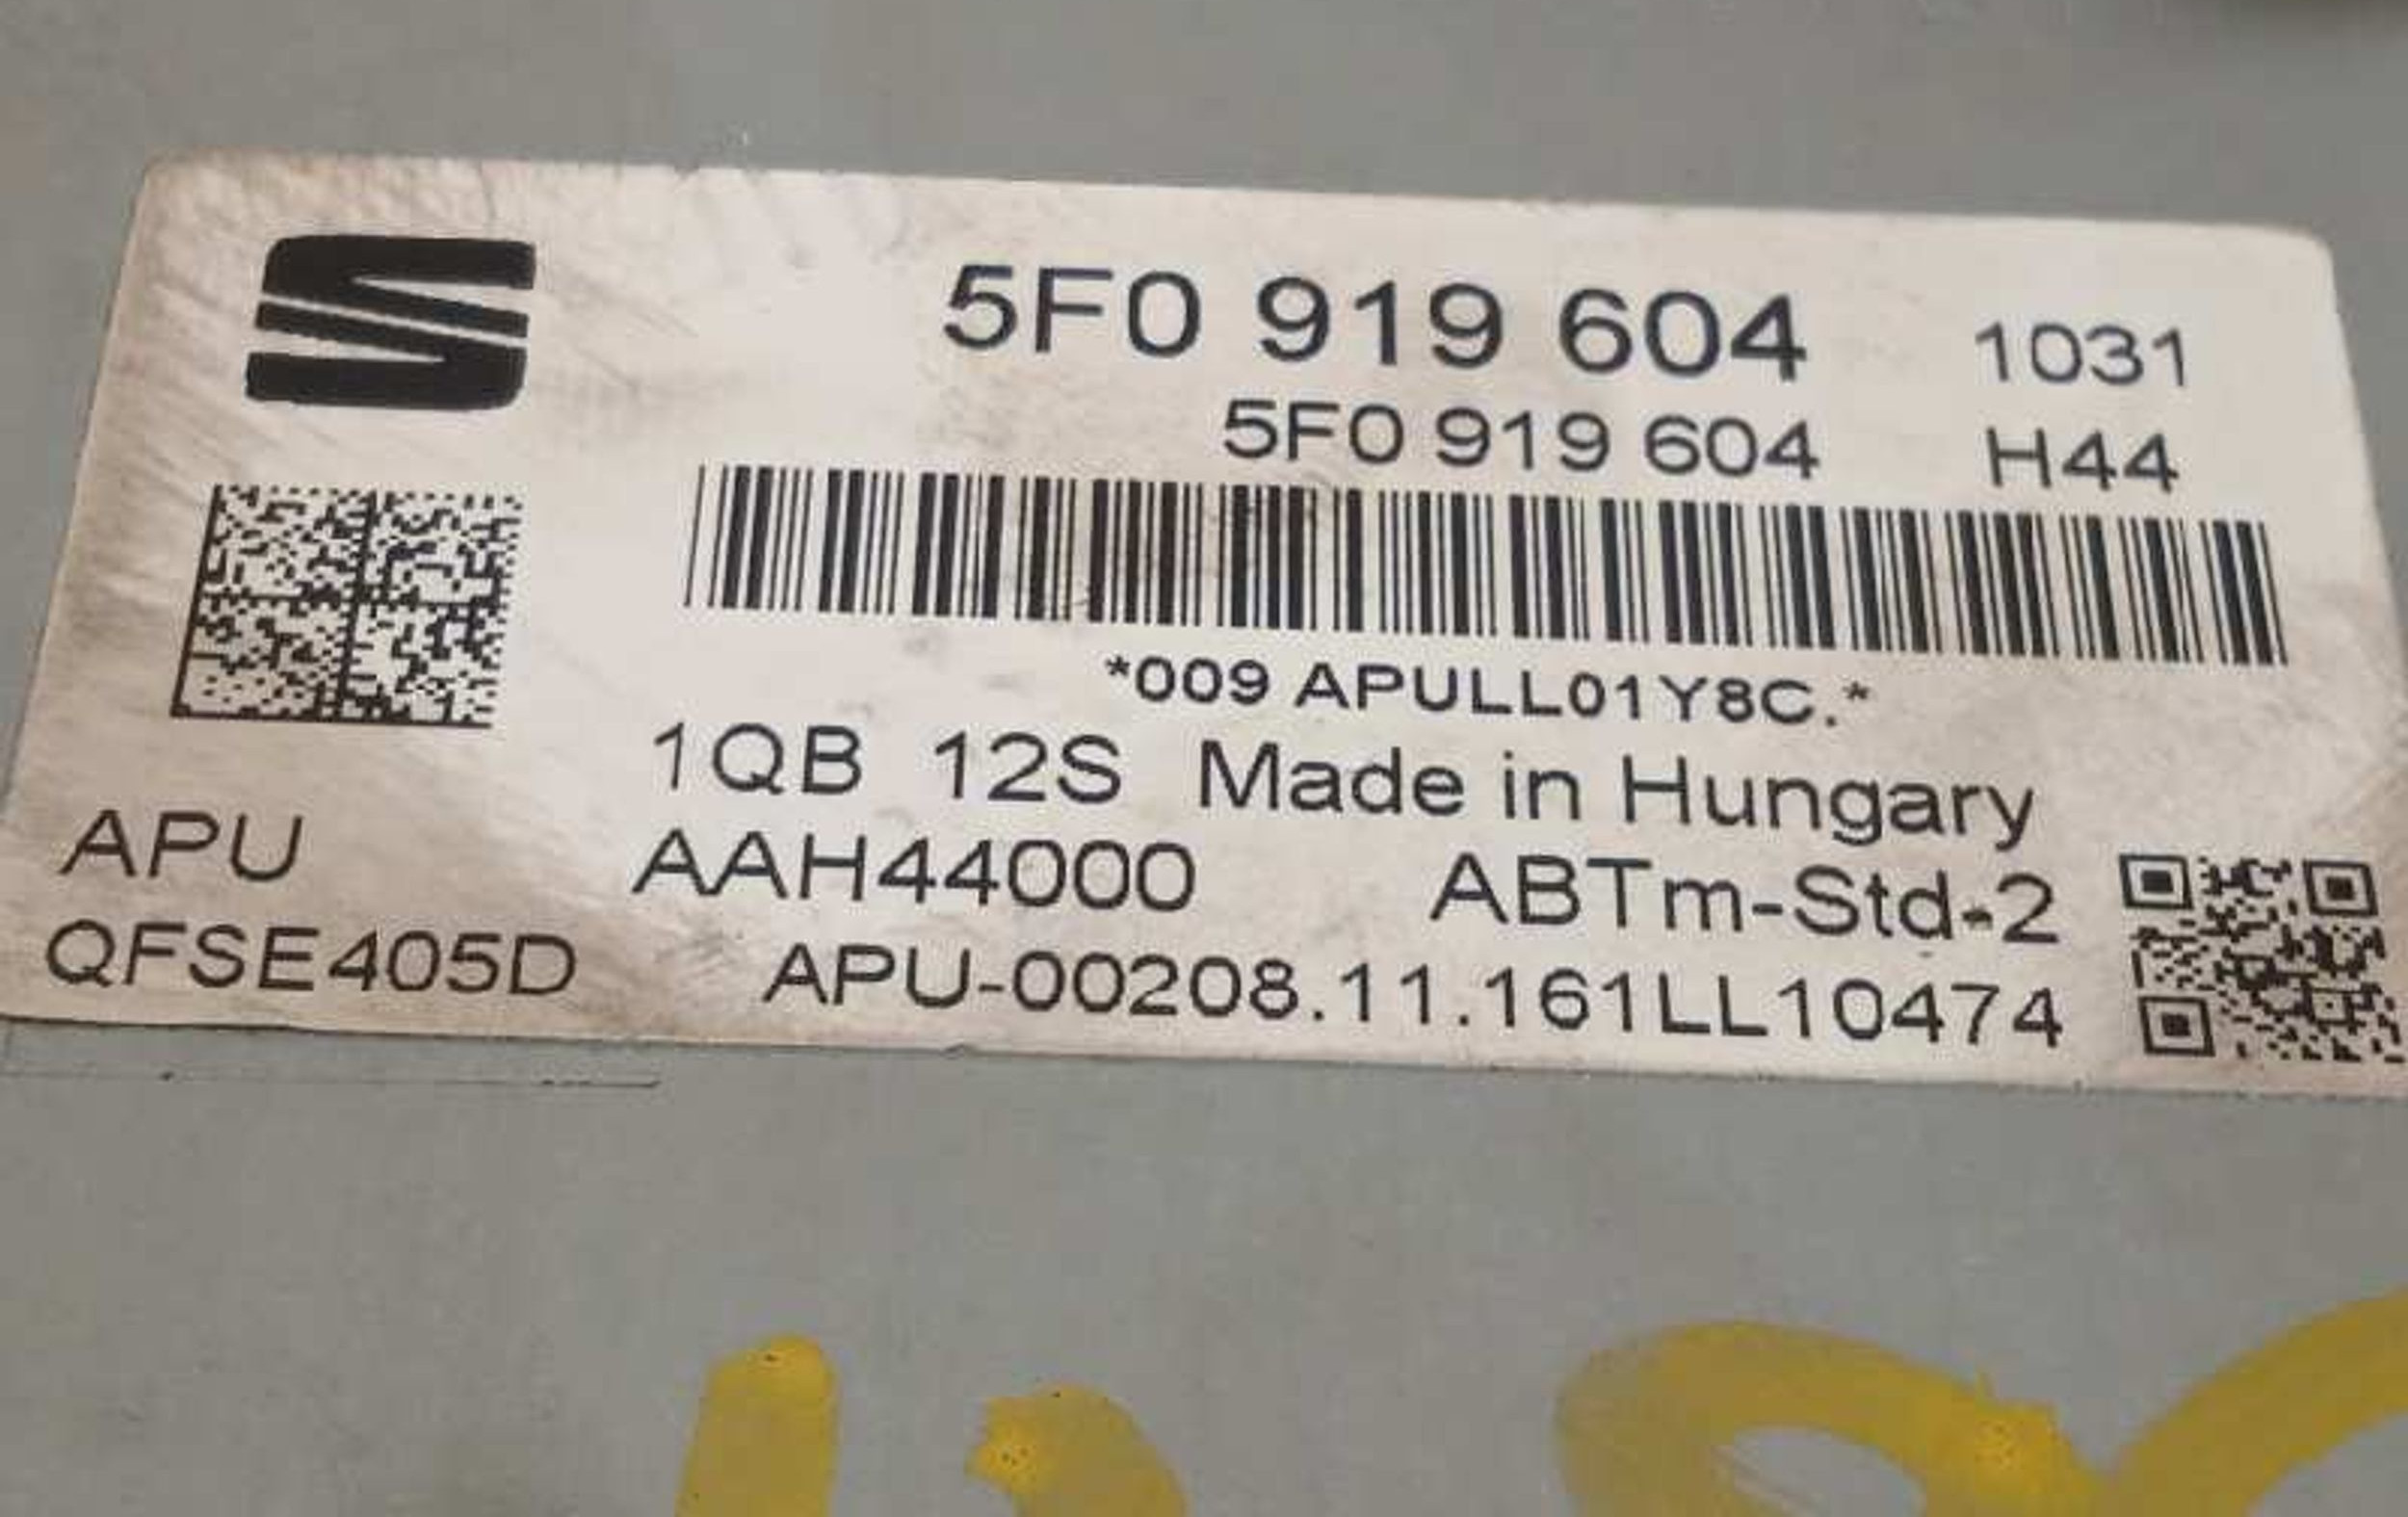 5F0 919 604 1031
5F0 919 604 H44
*009 APULL01Y8C.*
1QB 12S Made in Hungary
APU AAH44000 ABTm-Std-2
QFSE405D APU-00208.11.161LL10474